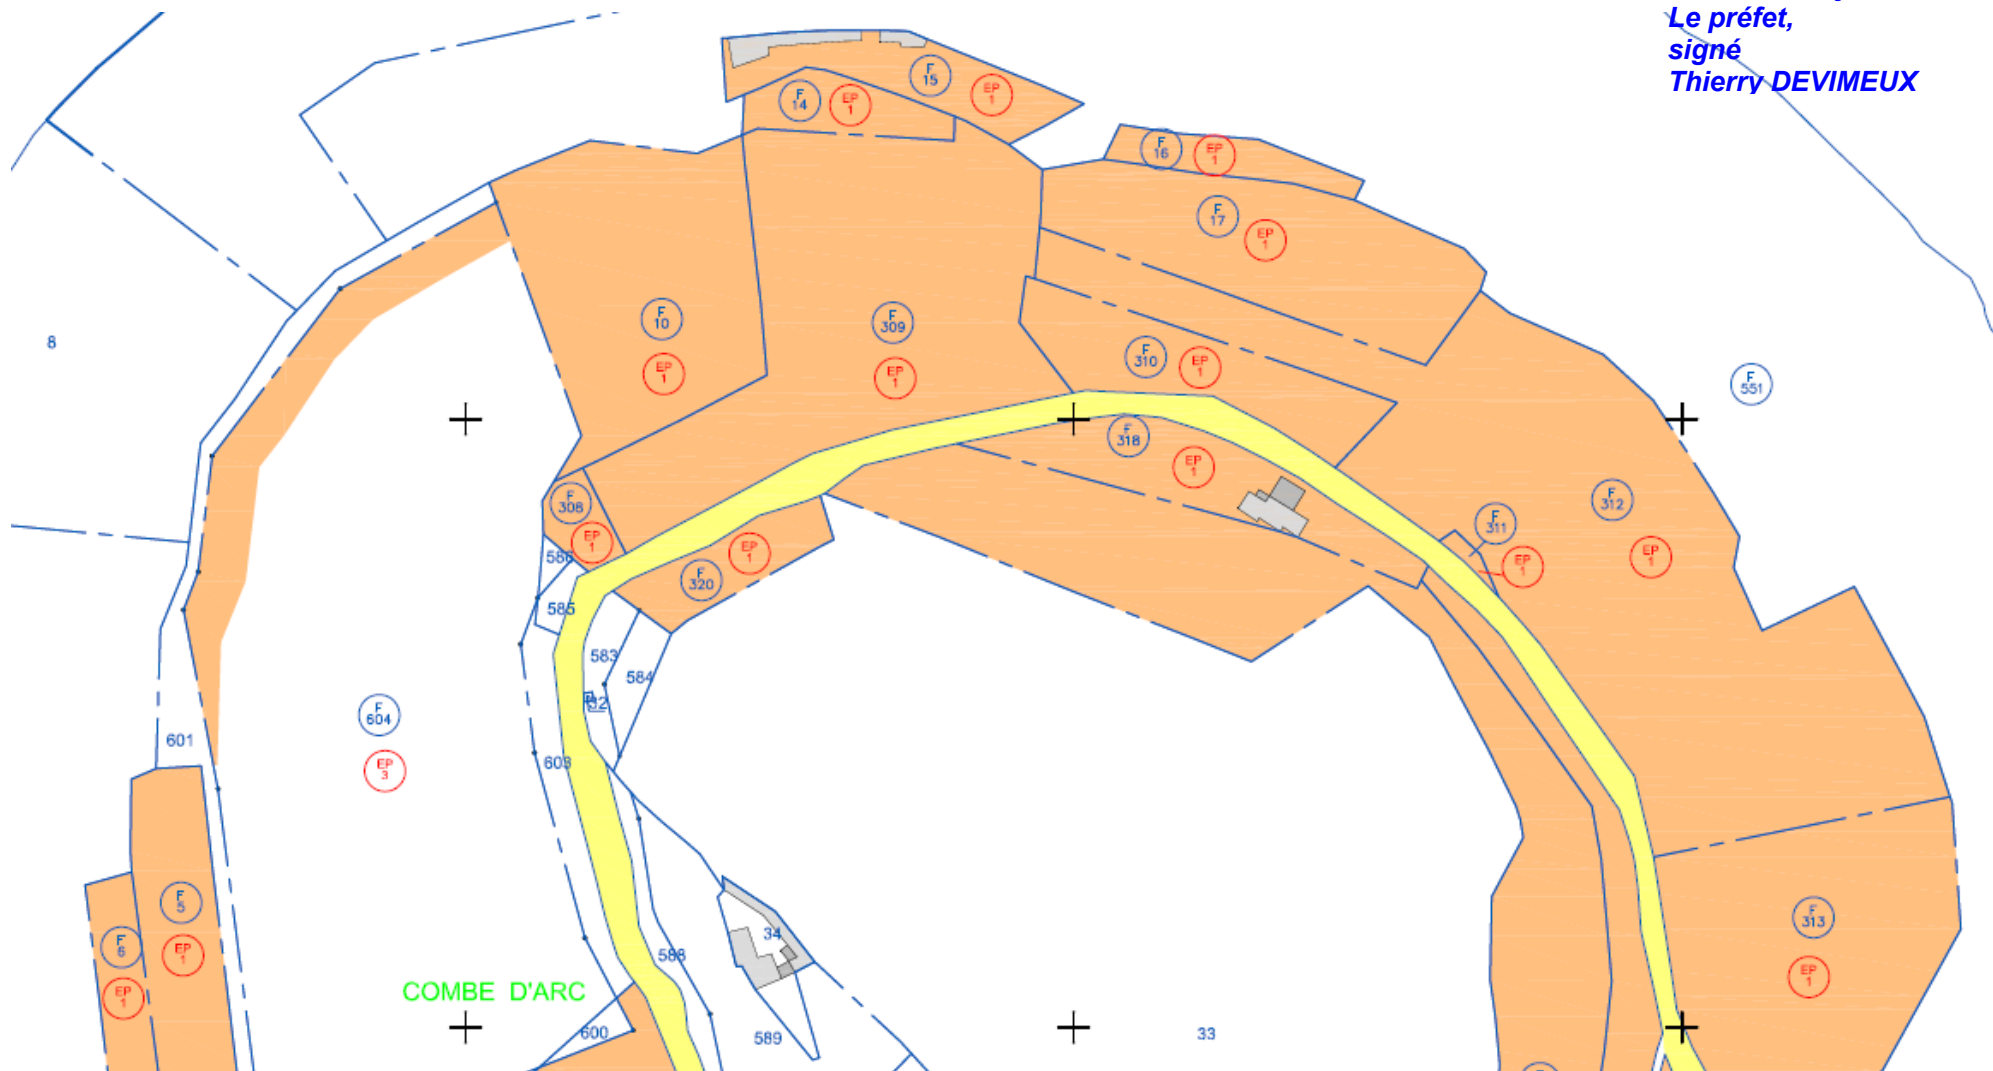 Le préfet,
signé
Thierry DEVIMEUX
F
15
EP
1
F
14
EP
1
F
16
EP
1
F
17
EP
1
F
10
EP
1
F
309
EP
1
F
310
EP
1
8
F
551
F
318
EP
1
F
308
EP
1
F
311
EP
1
F
312
EP
1
586
F
320
EP
1
585
583
584
32
F
604
EP
3
601
603
F
5
EP
1
F
6
EP
1
34
588
F
313
EP
1
COMBE D'ARC
600
589
33